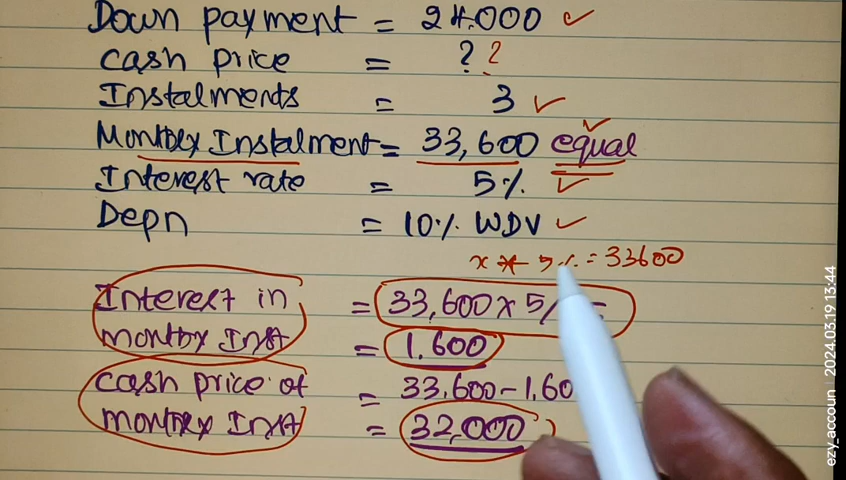 Down payment = 24.000
Cash price = ? ?
Instalments = 3
Monthly Instalment = 33,600 equal
Interest rate = 5%
Depn = 10% WDV
x + 5% = 33600
Interest in = 33,600 x 5/
monthly Inst = 1.600
Cash price of = 33.600-1.60
monthly Inst = 32,000
ezy_accoun 2024.03.19 13:44